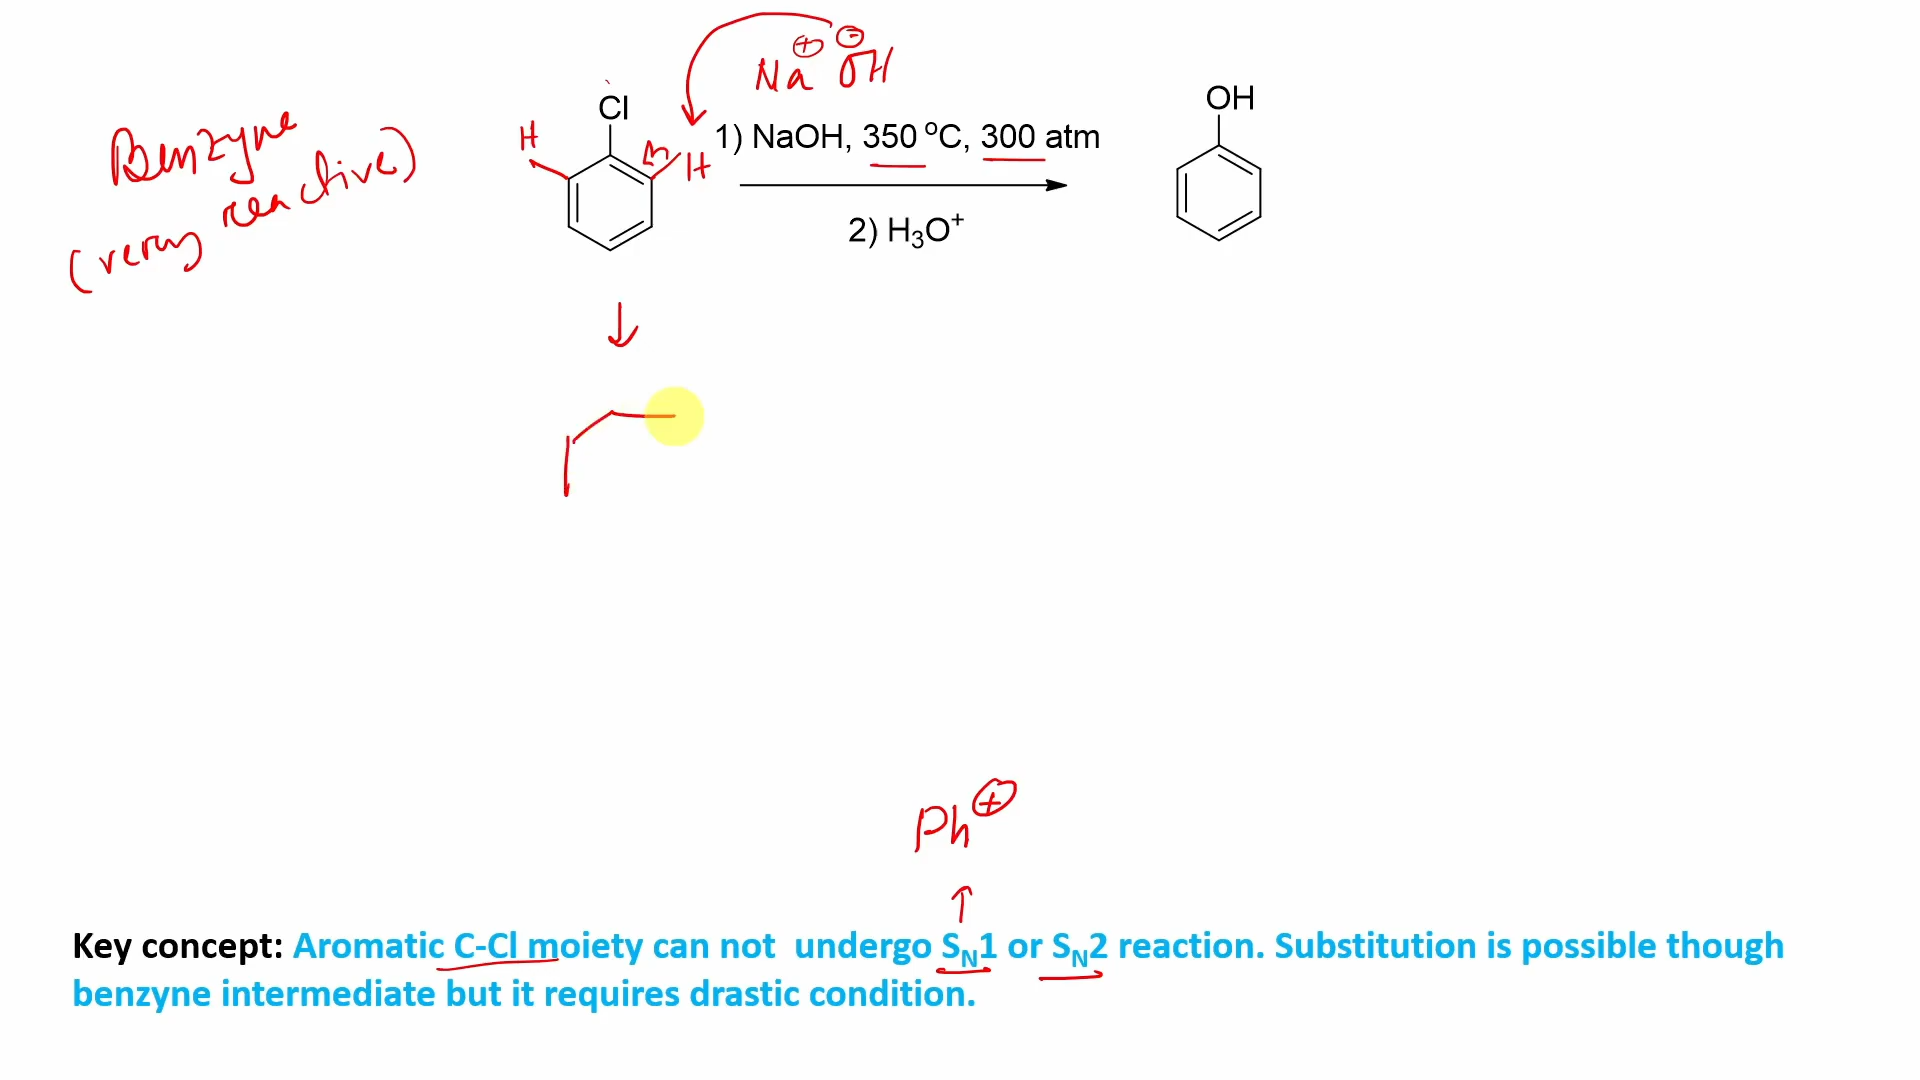 Na⊕ OH⊖
Benzyne
(very reactive)
Cl
H
H
1) NaOH, 350 °C, 300 atm
2) H₃O⁺
OH
Ph⊕
Key concept: Aromatic C-Cl moiety can not undergo SN1 or SN2 reaction. Substitution is possible though
benzyne intermediate but it requires drastic condition.